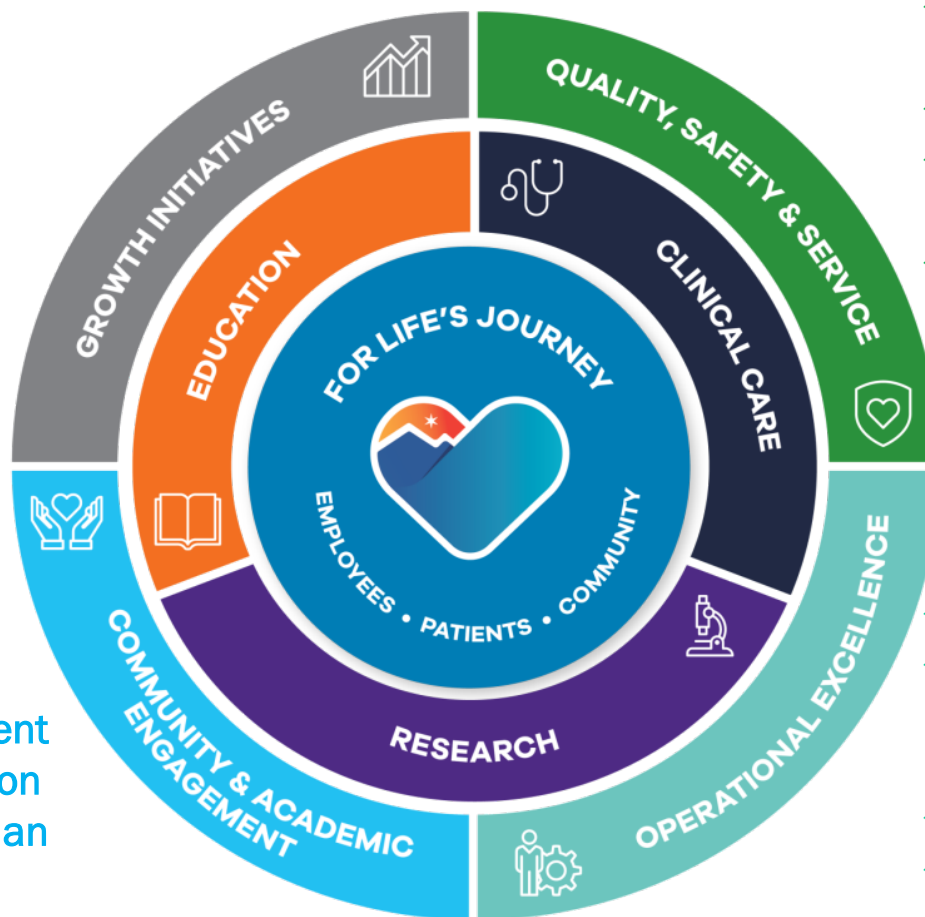 GROWTH INITIATIVES
QUALITY, SAFETY & SERVICE
EDUCATION
CLINICAL CARE
FOR LIFE'S JOURNEY
EMPLOYEES • PATIENTS • COMMUNITY
RESEARCH
COMMUNITY & ACADEMIC
ENGAGEMENT
OPERATIONAL EXCELLENCE
ent
on
an